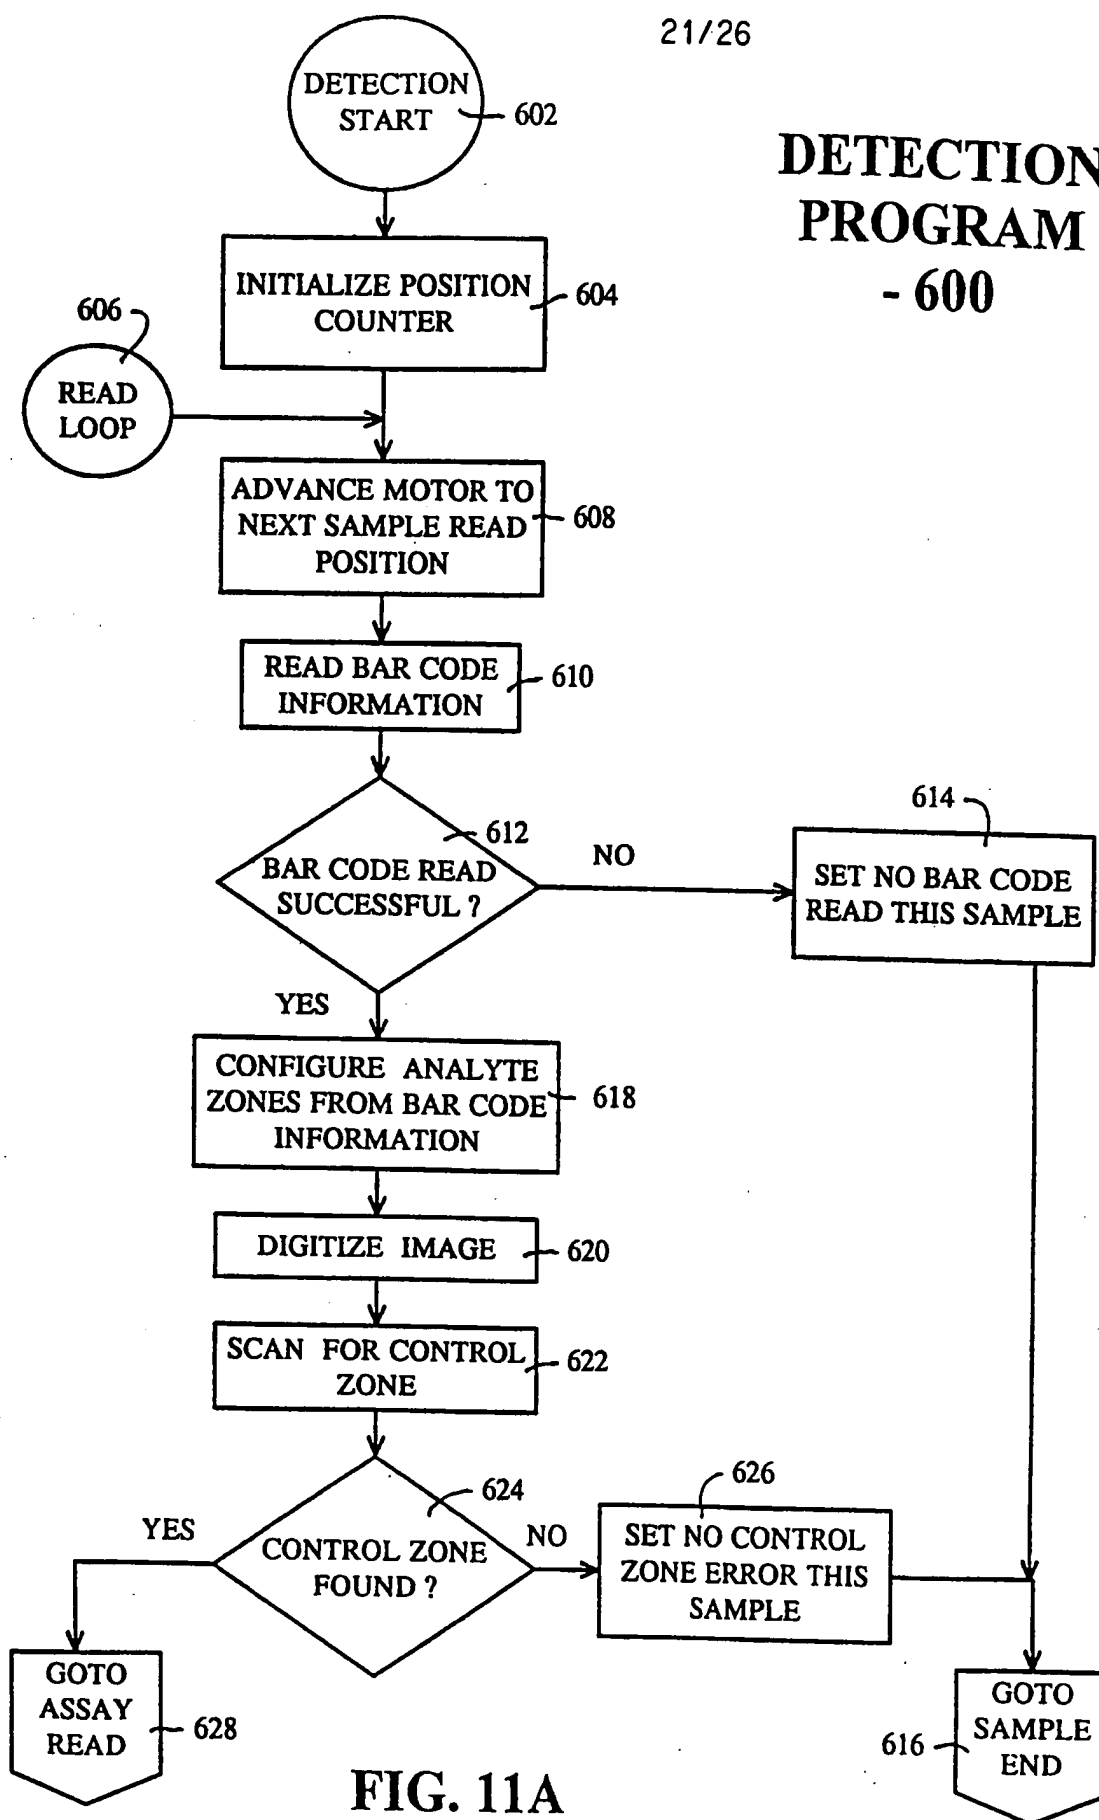 21/26
DETECTION
START
602
DETECTION
PROGRAM
- 600
INITIALIZE POSITION
COUNTER
604
606
READ
LOOP
ADVANCE MOTOR TO
NEXT SAMPLE READ
POSITION
608
READ BAR CODE
INFORMATION
610
612
BAR CODE READ
SUCCESSFUL ?
NO
614
SET NO BAR CODE
READ THIS SAMPLE
YES
CONFIGURE ANALYTE
ZONES FROM BAR CODE
INFORMATION
618
DIGITIZE IMAGE
620
SCAN FOR CONTROL
ZONE
622
624
CONTROL ZONE
FOUND ?
YES
NO
626
SET NO CONTROL
ZONE ERROR THIS
SAMPLE
GOTO
ASSAY
READ
628
GOTO
SAMPLE
END
616
FIG. 11A